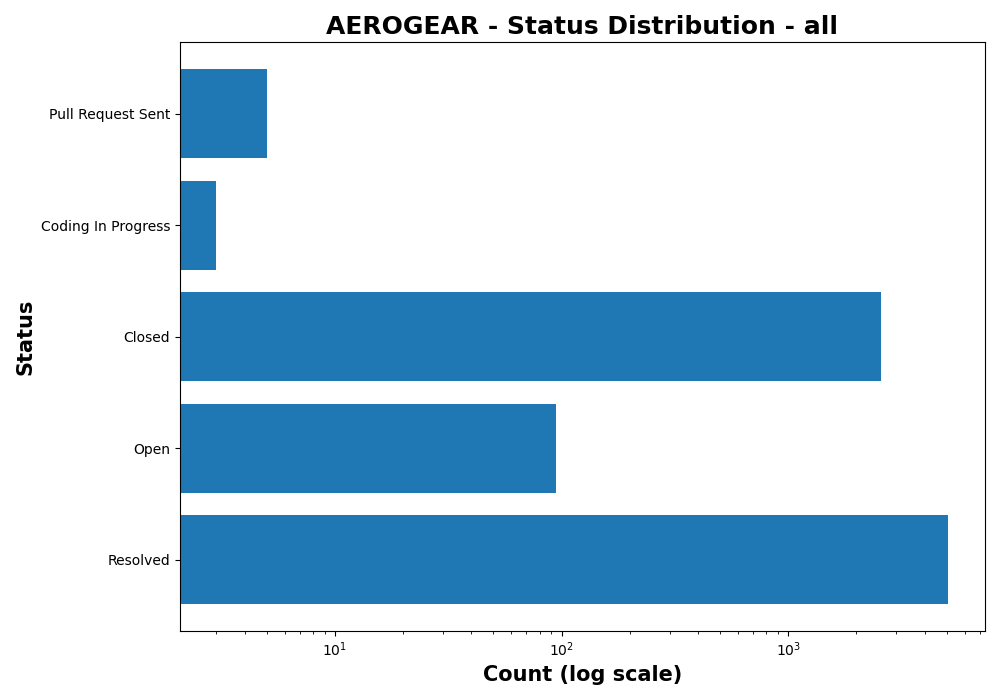 AEROGEAR - Status Distribution - all
Pull Request Sent
Coding In Progress
Closed
Open
Resolved
Status
10¹
10²
10³
Count (log scale)